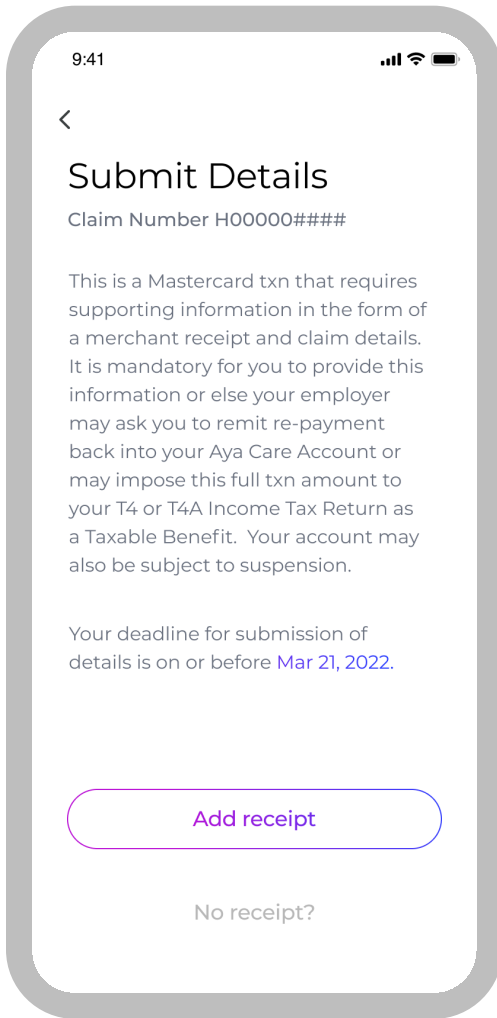 9:41
Submit Details
Claim Number H00000####
This is a Mastercard txn that requires
supporting information in the form of
a merchant receipt and claim details.
It is mandatory for you to provide this
information or else your employer
may ask you to remit re-payment
back into your Aya Care Account or
may impose this full txn amount to
your T4 or T4A Income Tax Return as
a Taxable Benefit.  Your account may
also be subject to suspension.
Your deadline for submission of
details is on or before Mar 21, 2022.
Add receipt
No receipt?